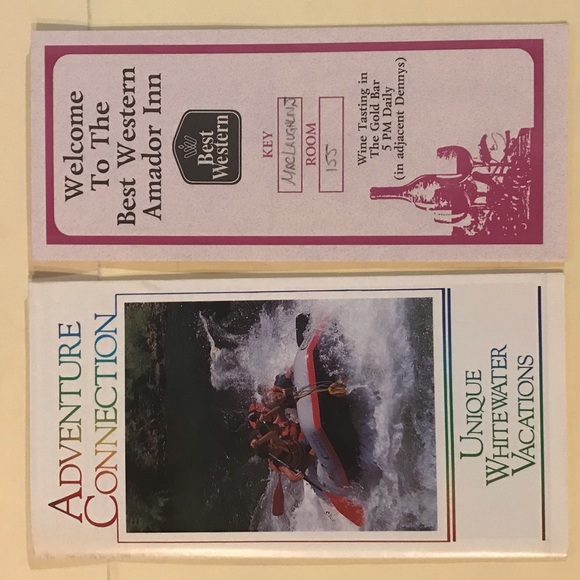 Welcome
To The
Best Western
Amador Inn
Best
Western
KEY
ROOM
155
Wine Tasting in
The Gold Bar
5 PM Daily
(in adjacent Dennys)
ADVENTURE
CONNECTION
UNIQUE
WHITEWATER
VACATIONS